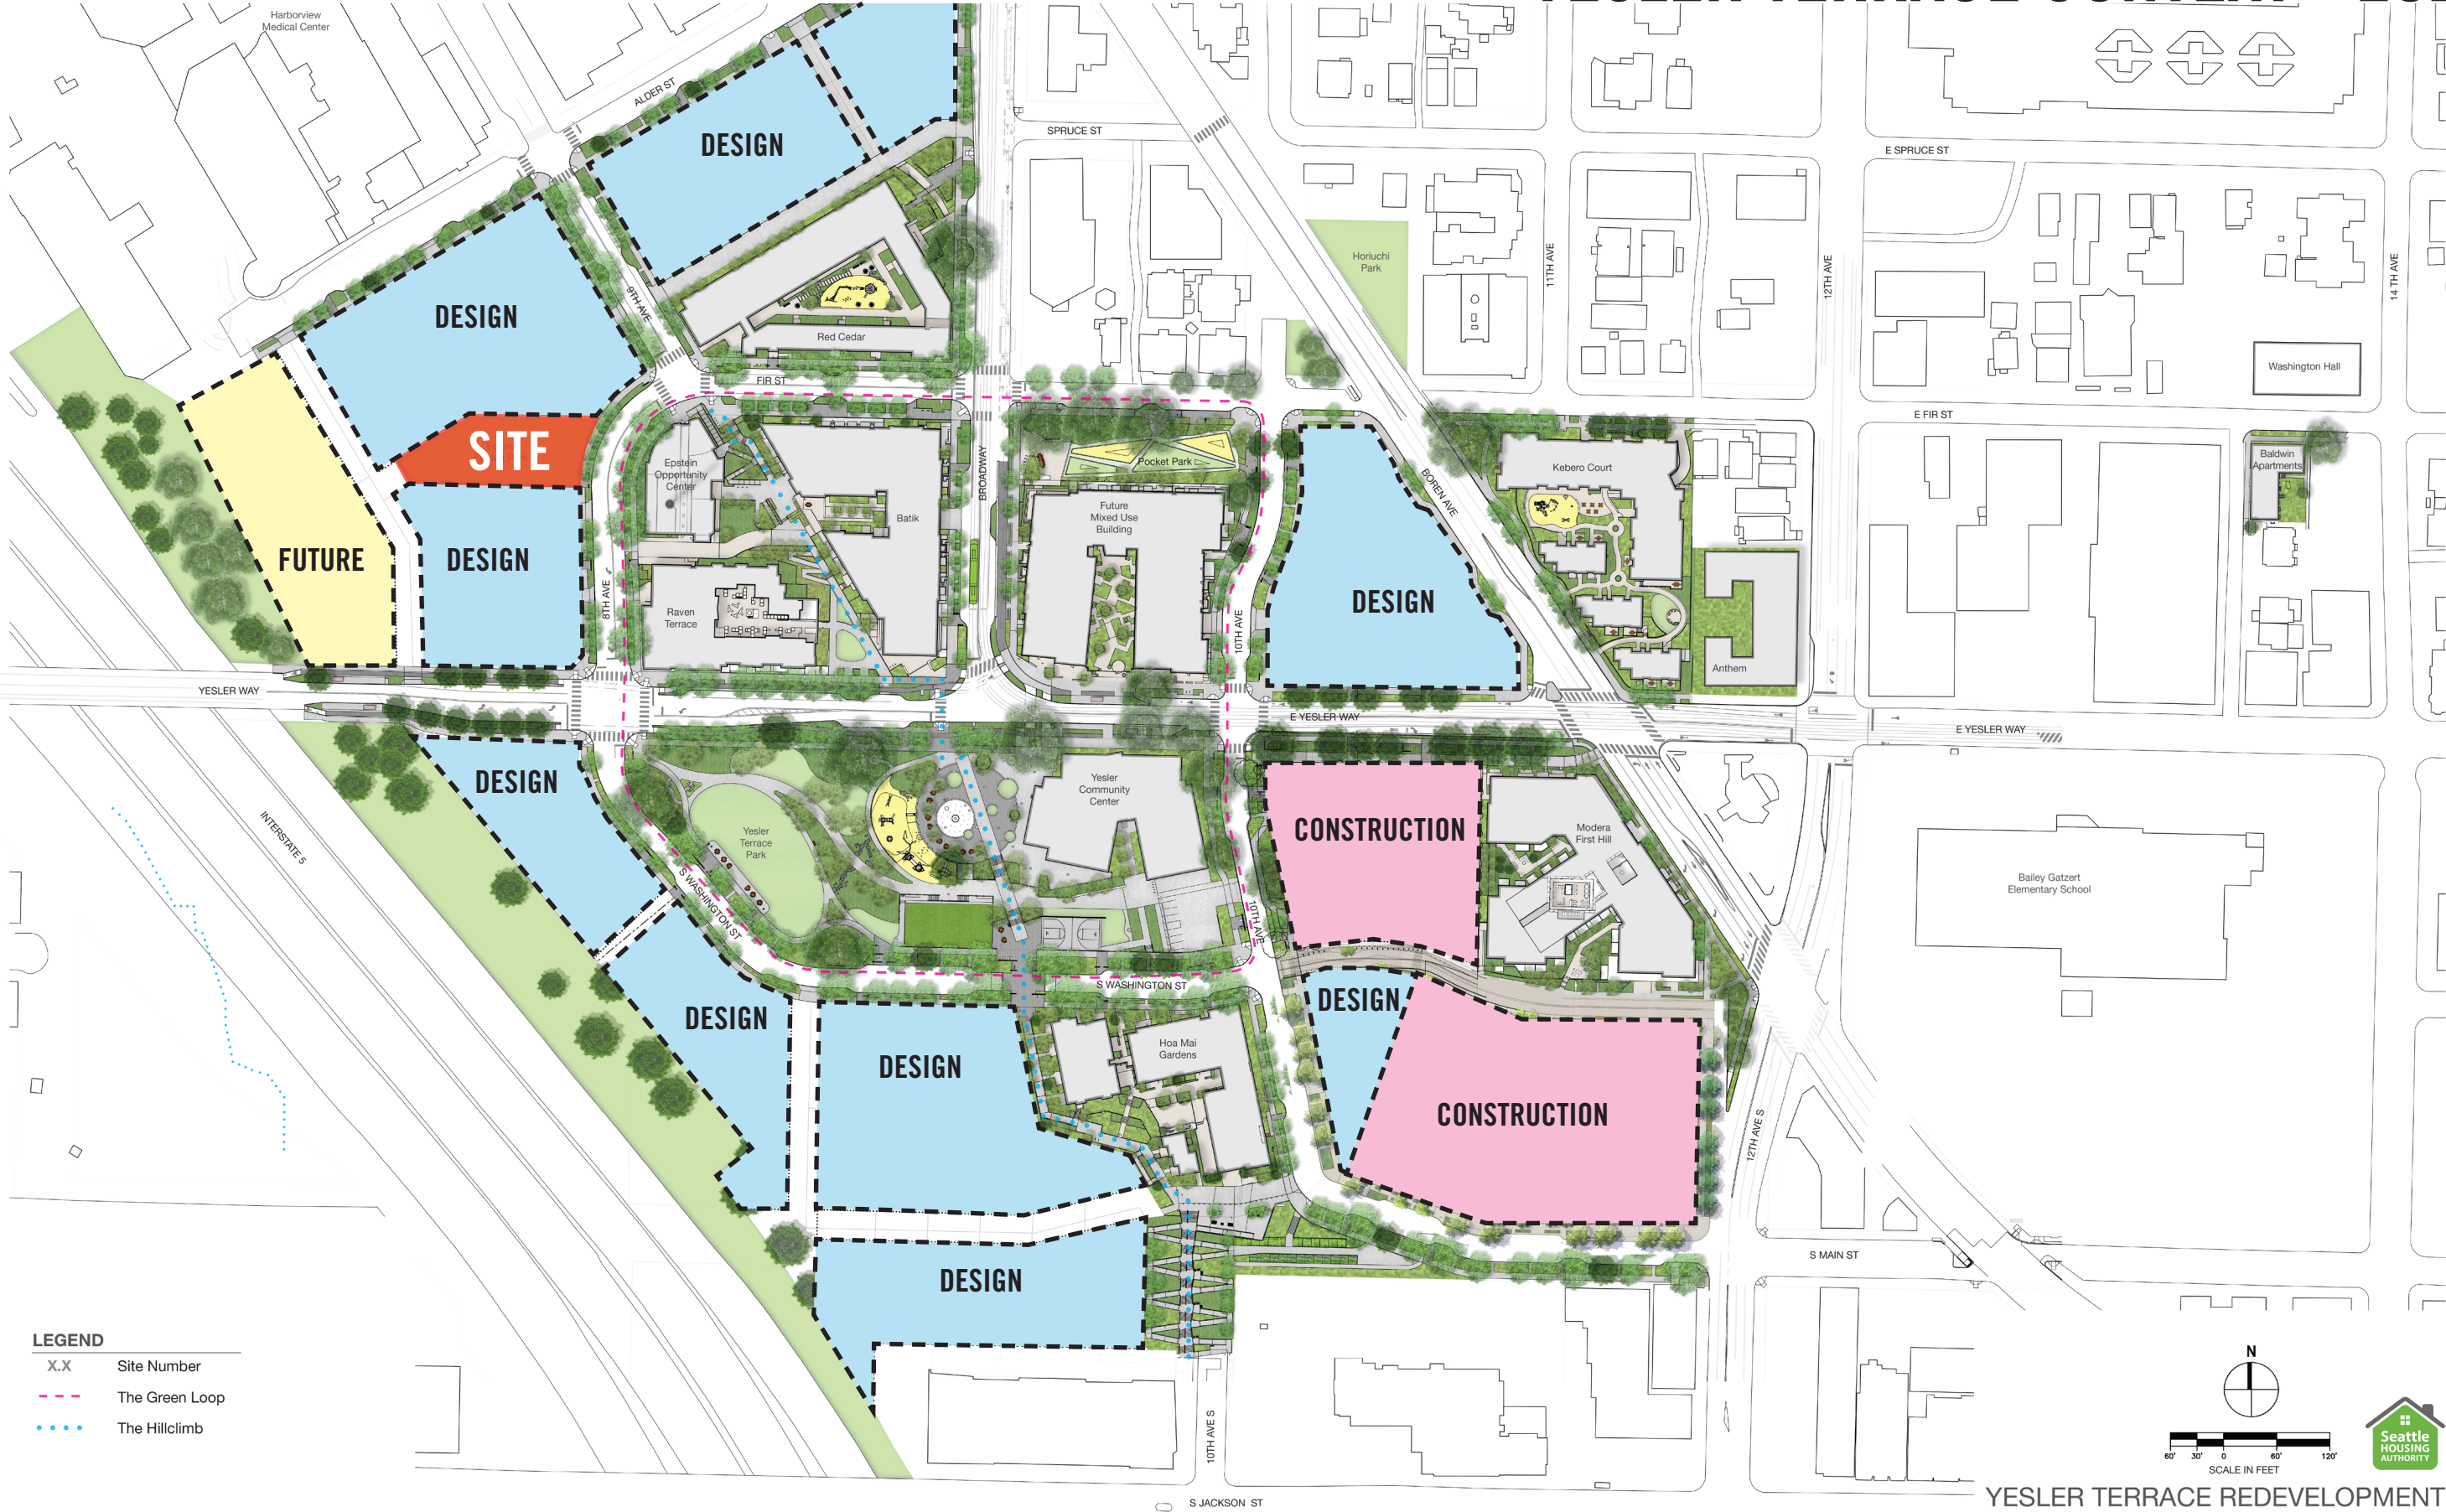 Harborview
Medical Center
ALDER ST
DESIGN
SPRUCE ST
E SPRUCE ST
Horiuchi
Park
11TH AVE
12TH AVE
14 TH AVE
9TH AVE
DESIGN
Red Cedar
FIR ST
Washington Hall
E FIR ST
SITE
Epstein
Opportunity
Center
Batik
BROADWAY
Pocket Park
Future
Mixed Use
Building
BOREN AVE
Kebero Court
Baldwin
Apartments
FUTURE
DESIGN
8TH AVE
Raven
Terrace
10TH AVE
DESIGN
Anthem
YESLER WAY
E YESLER WAY
E YESLER WAY
DESIGN
INTERSTATE 5
Yesler
Terrace
Park
Yesler
Community
Center
CONSTRUCTION
Modera
First Hill
Bailey Gatzert
Elementary School
S WASHINGTON ST
10TH AVE
S WASHINGTON ST
DESIGN
DESIGN
DESIGN
Hoa Mai
Gardens
CONSTRUCTION
12TH AVE S
S MAIN ST
DESIGN
LEGEND
X.X Site Number
The Green Loop
The Hillclimb
10TH AVE S
S JACKSON ST
N
60' 30' 0 60' 120'
SCALE IN FEET
Seattle
HOUSING
AUTHORITY
YESLER TERRACE REDEVELOPMENT